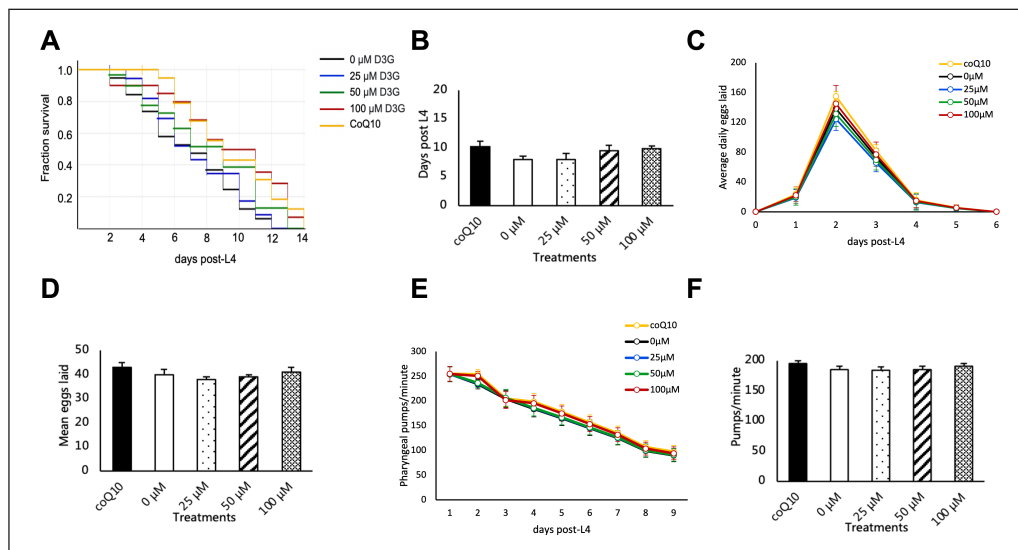 A
0 µM D3G
25 µM D3G
50 µM D3G
100 µM D3G
CoQ10
Fraction survival
1.0
0.8
0.6
0.4
0.2
2 4 6 8 10 12 14
days post-L4
B
Days post L4
20
15
10
5
0
coQ10 0 µM 25 µM 50 µM 100 µM
Treatments
C
Average daily eggs laid
200
160
120
80
40
0
0 1 2 3 4 5 6
days post-L4
coQ10
0µM
25µM
50µM
100µM
D
Mean eggs laid
50
40
30
20
10
0
coQ10 0 µM 25 µM 50 µM 100 µM
Treatments
E
coQ10
0µM
25µM
50µM
100µM
Pharyngeal pumps/minute
300
250
200
150
100
50
0
1 2 3 4 5 6 7 8 9
days post-L4
F
Pumps/minute
200
150
100
50
0
coQ10 0 µM 25 µM 50 µM 100 µM
Treatments